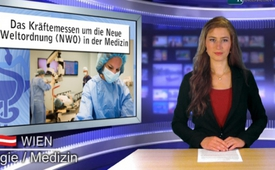 Das Kräftemessen um die Neue
Weltordnung (NWO) in der Medizin
WIEN
gie / Medizin